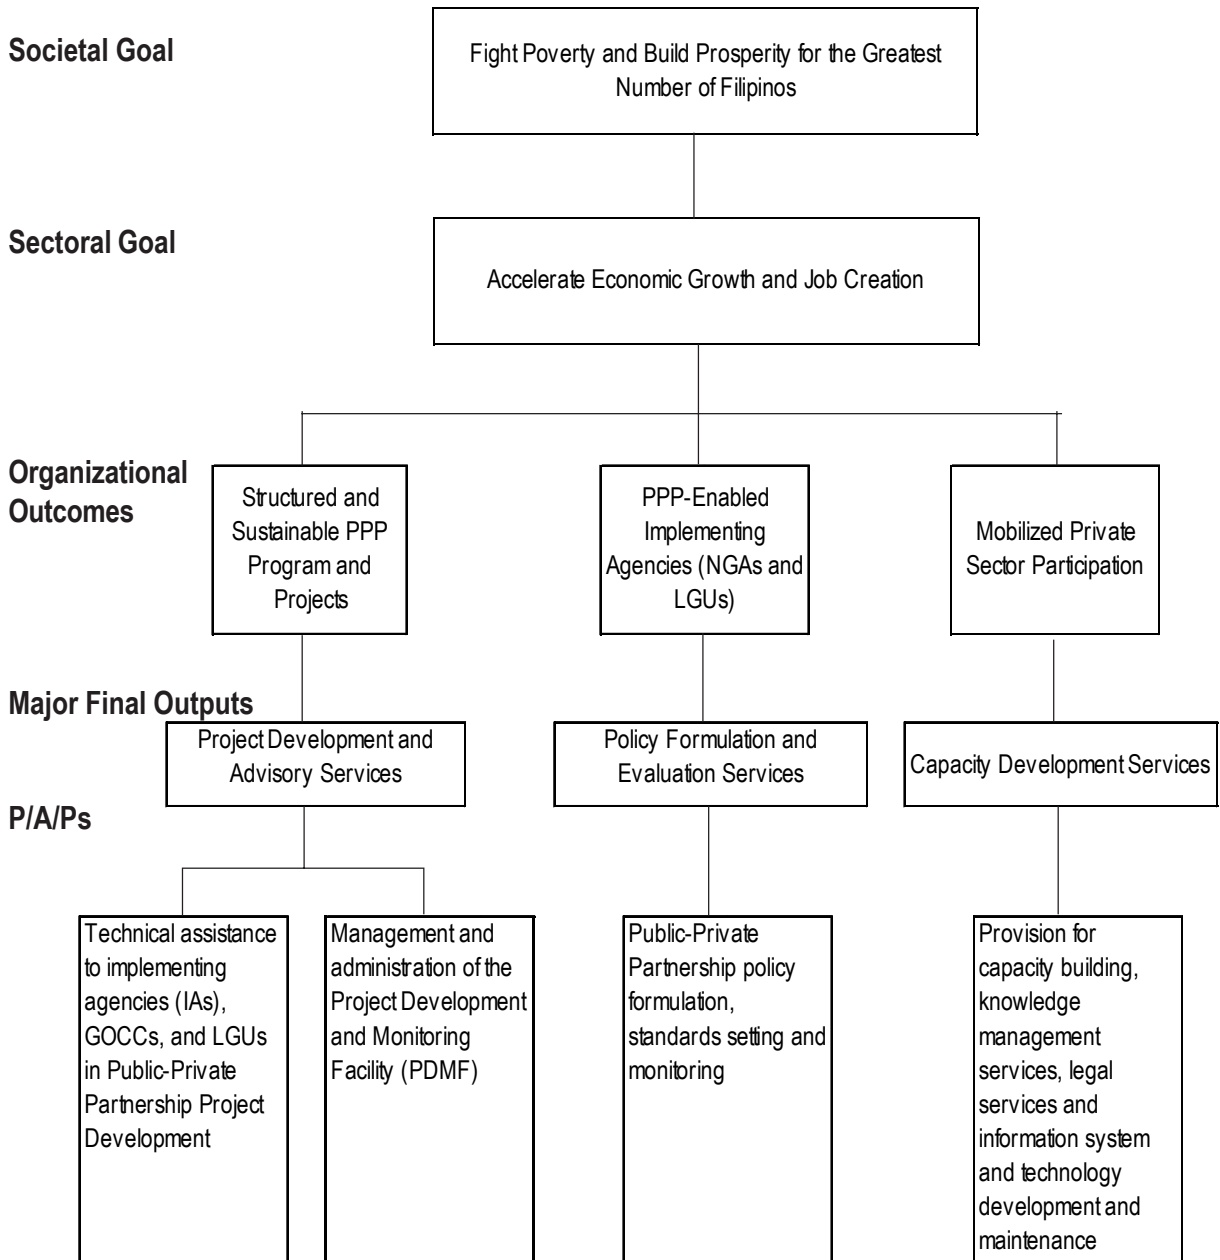 Societal Goal
Fight Poverty and Build Prosperity for the Greatest
Number of Filipinos
Sectoral Goal
Accelerate Economic Growth and Job Creation
Organizational
Outcomes
Structured and
Sustainable PPP
Program and
Projects
PPP-Enabled
Implementing
Agencies (NGAs and
LGUs)
Mobilized Private
Sector Participation
Major Final Outputs
Project Development and
Advisory Services
Policy Formulation and
Evaluation Services
Capacity Development Services
P/A/Ps
Technical assistance
to implementing
agencies (IAs),
GOCCs, and LGUs
in Public-Private
Partnership Project
Development
Management and
administration of the
Project Development
and Monitoring
Facility (PDMF)
Public-Private
Partnership policy
formulation,
standards setting and
monitoring
Provision for
capacity building,
knowledge
management
services, legal
services and
information system
and technology
development and
maintenance